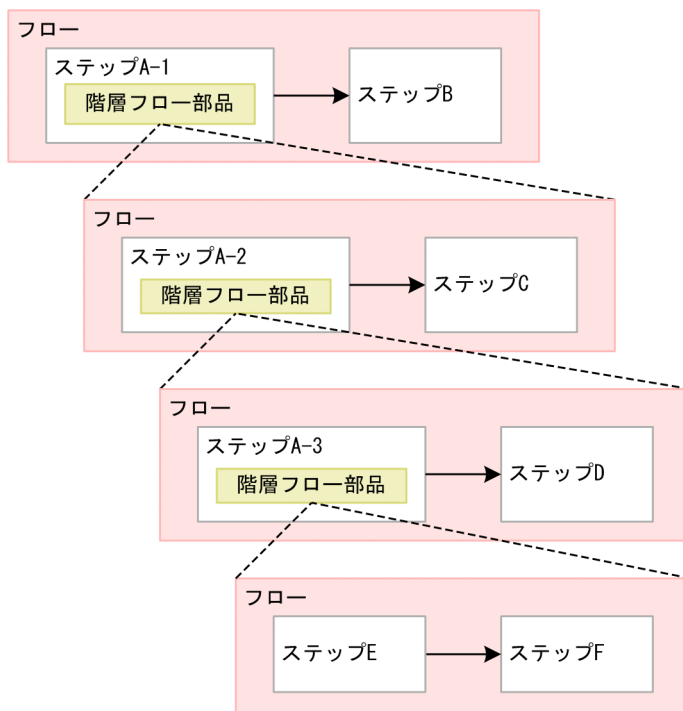 フロー
ステップA-1
階層フロー部品
ステップB
フロー
ステップA-2
階層フロー部品
ステップC
フロー
ステップA-3
階層フロー部品
ステップD
フロー
ステップE
ステップF